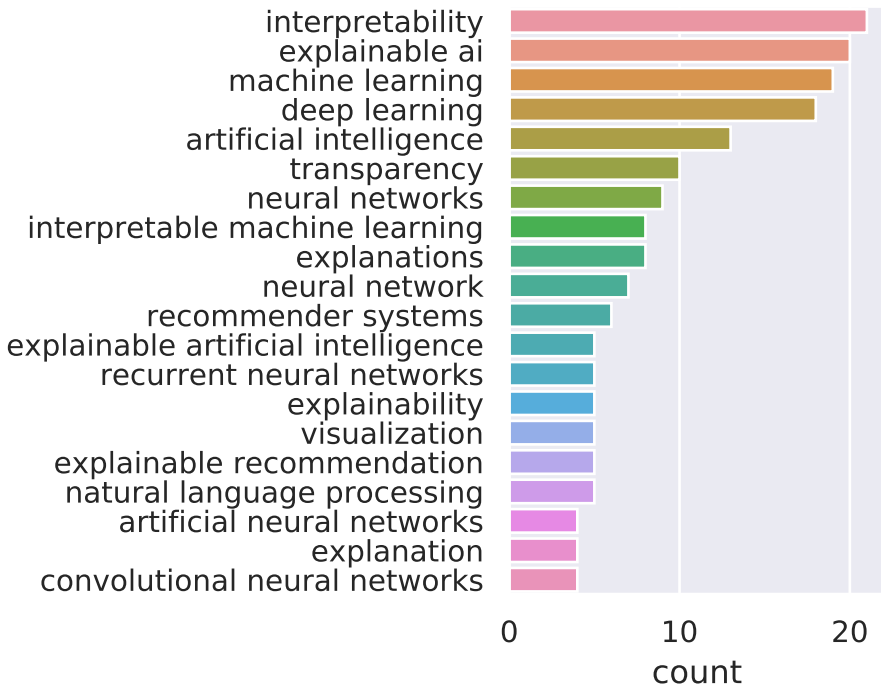 interpretability
explainable ai
machine learning
deep learning
artificial intelligence
transparency
neural networks
interpretable machine learning
explanations
neural network
recommender systems
explainable artificial intelligence
recurrent neural networks
explainability
visualization
explainable recommendation
natural language processing
artificial neural networks
explanation
convolutional neural networks
0 10 20
count